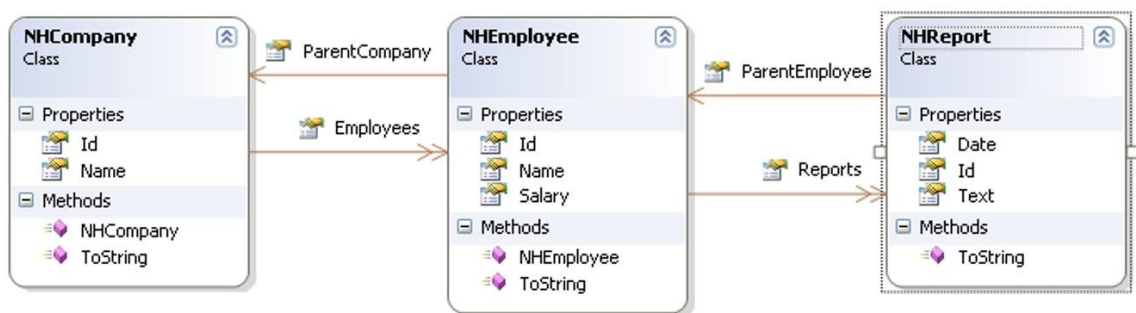 NHCompany
Class
Properties
Id
Name
Methods
NHCompany
ToString
ParentCompany
Employees
NHEmployee
Class
Properties
Id
Name
Salary
Methods
NHEmployee
ToString
ParentEmployee
Reports
NHReport
Class
Properties
Date
Id
Text
Methods
ToString